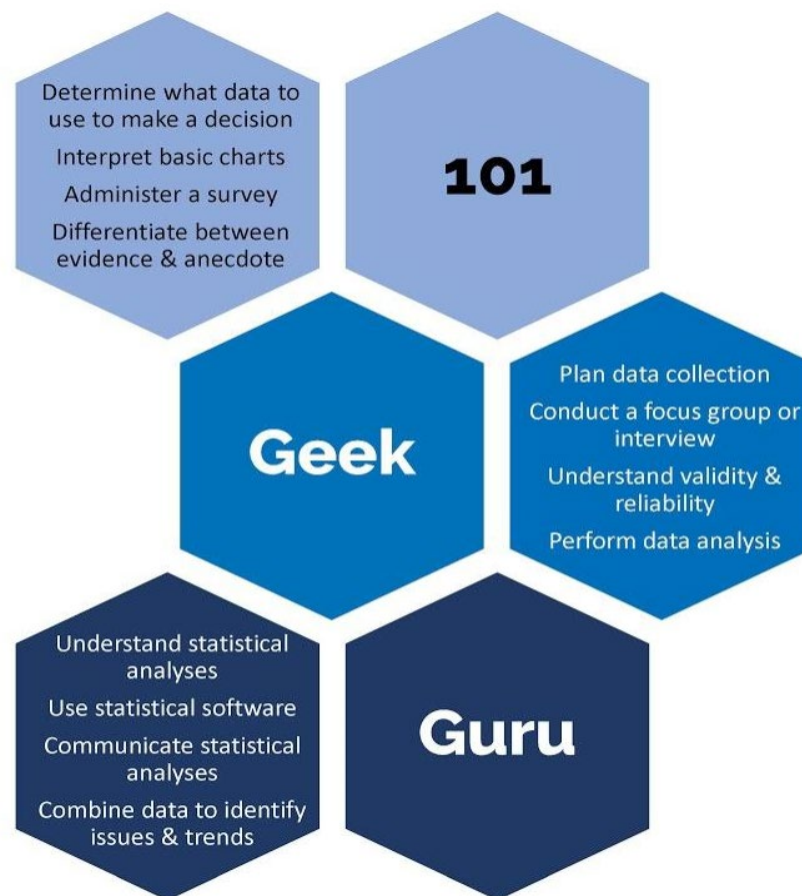 Determine what data to
use to make a decision
Interpret basic charts
Administer a survey
Differentiate between
evidence & anecdote
101
Geek
Plan data collection
Conduct a focus group or
interview
Understand validity &
reliability
Perform data analysis
Understand statistical
analyses
Use statistical software
Communicate statistical
analyses
Combine data to identify
issues & trends
Guru